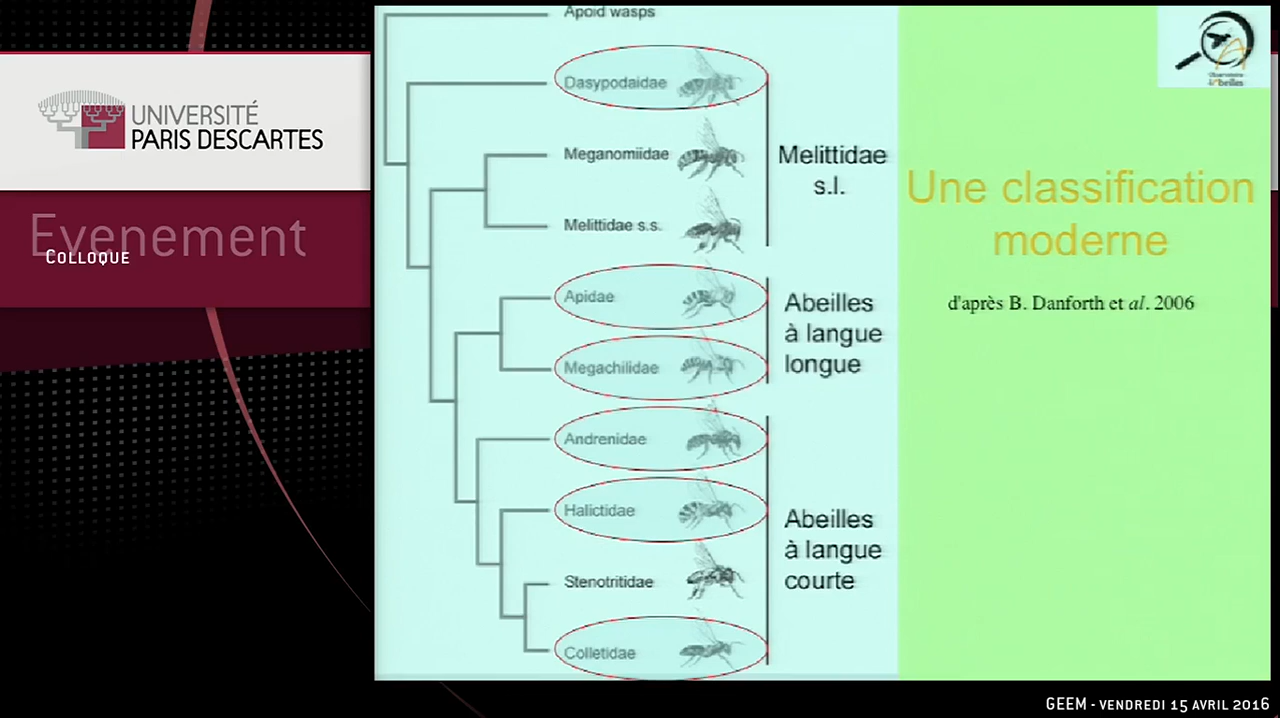 UNIVERSITÉ
PARIS DESCARTES
Evenement
COLLOQUE
Apoid wasps
Dasypodaidae
Meganomiidae
Melittidae s.s.
Melittidae
s.l.
Apidae
Megachilidae
Abeilles
à langue
longue
Andrenidae
Halictidae
Stenotritidae
Colletidae
Abeilles
à langue
courte
Une classification
moderne
d'après B. Danforth et al. 2006
GEEM - VENDREDI 15 AVRIL 2016